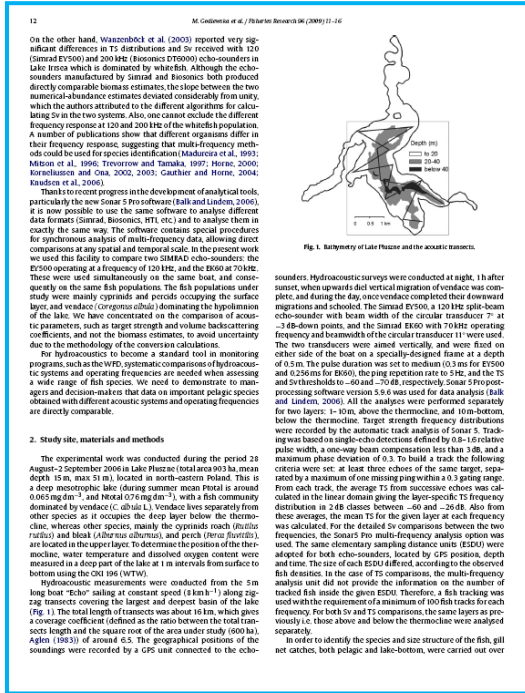 12
M. Godlewska et al. / Fisheries Research 96 (2009) 11–16
On the other hand, Wanzenböck et al. (2003) reported very sig-
nificant differences in TS distributions and Sv received with 120
(Simrad EY500) and 200 kHz (Biosonics DT6000) echo-sounders in
Lake Irrsea which is dominated by whitefish. Although the echo-
sounders manufactured by Simrad and Biosonics both produced
directly comparable biomass estimates, the slope between the two
numerical-abundance estimates deviated considerably from unity,
which the authors attributed to the different algorithms for calcu-
lating Sv in the two systems. Also, one cannot exclude the different
frequency response at 120 and 200 kHz of the whitefish population.
A number of publications show that different organisms differ in
their frequency response, suggesting that multi-frequency meth-
ods could be used for species identification (Madureira et al., 1993;
Mitson et al., 1996; Trevorrow and Tamaka, 1997; Horne, 2000;
Korneliussen and Ona, 2002, 2003; Gauthier and Horne, 2004;
Knudsen et al., 2006).
Thanks to recent progress in the development of analytical tools,
particularly the new Sonar 5 Pro software (Balk and Lindem, 2006),
it is now possible to use the same software to analyse different
data formats (Simrad, Biosonics, HTI, etc.) and to analyse them in
exactly the same way. The software contains special procedures
for synchronous analysis of multi-frequency data, allowing direct
comparisons at any spatial and temporal scale. In the present work
we used this facility to compare two SIMRAD echo-sounders; the
EY500 operating at a frequency of 120 Hz, and the EK60 at 70 kHz.
These were used simultaneously on the same boat, and conse-
quently on the same fish populations. The fish populations under
study were mainly cyprinids and percids occupying the surface
layer, and vendace (Coregonus albula) dominating the hypolimnion
of the lake. We have concentrated on the comparison of acous-
tic parameters, such as target strength and volume backscattering
coefficients, and not the biomass estimates, to avoid uncertainty
due to the methodology of the conversion calculations.
For hydroacoustics to become a standard tool in monitoring
programs, such as the WFD, systematic comparisons of hydroacous-
tic systems and operating frequencies are needed when assessing
a wide range of fish species. We need to demonstrate to man-
agers and decision-makers that data on important pelagic species
obtained with different acoustic systems and operating frequencies
are directly comparable.
2. Study site, materials and methods
The experimental work was conducted during the period 28
August–2 September 2006 in Lake Pluszne (total area 903 ha, mean
depth 15 m, max 51 m), located in north-eastern Poland. This is
a deep mesotrophic lake (during summer mean Ptotal is around
0.065 mg dm−3, and Ntotal 0.76 mg dm−3), with a fish community
dominated by vendace (C. albula L.). Vendace lives separately from
other species as it occupies the deep layer below the thermo-
cline, whereas other species, mainly the cyprinids roach (Rutilus
rutilus) and bleak (Alburnus alburnus), and perch (Perca fluvitilis),
are located in the upper layer. To determine the position of the ther-
mocline, water temperature and dissolved oxygen content were
measured in a deep part of the lake at 1 m intervals from surface to
bottom using the OXI 196 (WTW).
Hydroacoustic measurements were conducted from the 5 m
long boat “Echo” sailing at constant speed (8 km h−1) along zig-
zag transects covering the largest and deepest basin of the lake
(Fig. 1). The total length of transects was about 16 km, which gives
a coverage coefficient (defined as the ratio between the total tran-
sects length and the square root of the area under study (600 ha),
Aglen (1983)) of around 6.5. The geographical positions of the
soundings were recorded by a GPS unit connected to the echo-
Depth (m)
to 20
20-40
below 40
0 0.5 1 km
Fig. 1. Bathymetry of Lake Pluszne and the acoustic transects.
sounders. Hydroacoustic surveys were conducted at night, 1 h after
sunset, when upwards diel vertical migration of vendace was com-
plete, and during the day, once vendace completed their downward
migrations and schooled. The Simrad EY500, a 120 kHz split-beam
echo-sounder with beam width of the circular transducer 7° at
−3 dB-down points, and the Simrad EK60 with 70 kHz operating
frequency and beamwidth of the circular transducer 11° were used.
The two transducers were aimed vertically, and were fixed on
either side of the boat on a specially-designed frame at a depth
of 0.5 m. The pulse duration was set to medium (0.3 ms for EY500
and 0.256 ms for EK60), the ping repetition rate to 5 Hz, and the TS
and Sv thresholds to −60 and −70 dB, respectively. Sonar 5 Pro post-
processing software version 5.9.6 was used for data analysis (Balk
and Lindem, 2006). All the analyses were performed separately
for two layers: 1–10 m, above the thermocline, and 10 m-bottom,
below the thermocline. Target strength frequency distributions
were recorded by the automatic track analysis of Sonar 5. Track-
ing was based on single-echo detections defined by 0.8–1.6 relative
pulse width, a one-way beam compensation less than 3 dB, and a
maximum phase deviation of 0.3. To build a track the following
criteria were set: at least three echoes of the same target, sepa-
rated by a maximum of one missing ping within a 0.3 gating range.
From each track, the average TS from successive echoes was cal-
culated in the linear domain giving the layer-specific TS frequency
distribution in 2 dB classes between −60 and −26 dB. Also from
these averages, the mean TS for the given layer at each frequency
was calculated. For the detailed Sv comparisons between the two
frequencies, the Sonar5 Pro multi-frequency analysis option was
used. The same elementary sampling distance units (ESDU) were
adopted for both echo-sounders, located by GPS position, depth
and time. The size of each ESDU differed, according to the observed
fish densities. In the case of TS comparisons, the multi-frequency
analysis unit did not provide the information on the number of
tracked fish inside the given ESDU. Therefore, a fish tracking was
used with the requirement of a minimum of 100 fish tracks for each
frequency. For both Sv and TS comparisons, the same layers as pre-
viously i.e. those above and below the thermocline were analysed
separately.
In order to identify the species and size structure of the fish, gill
net catches, both pelagic and lake-bottom, were carried out over